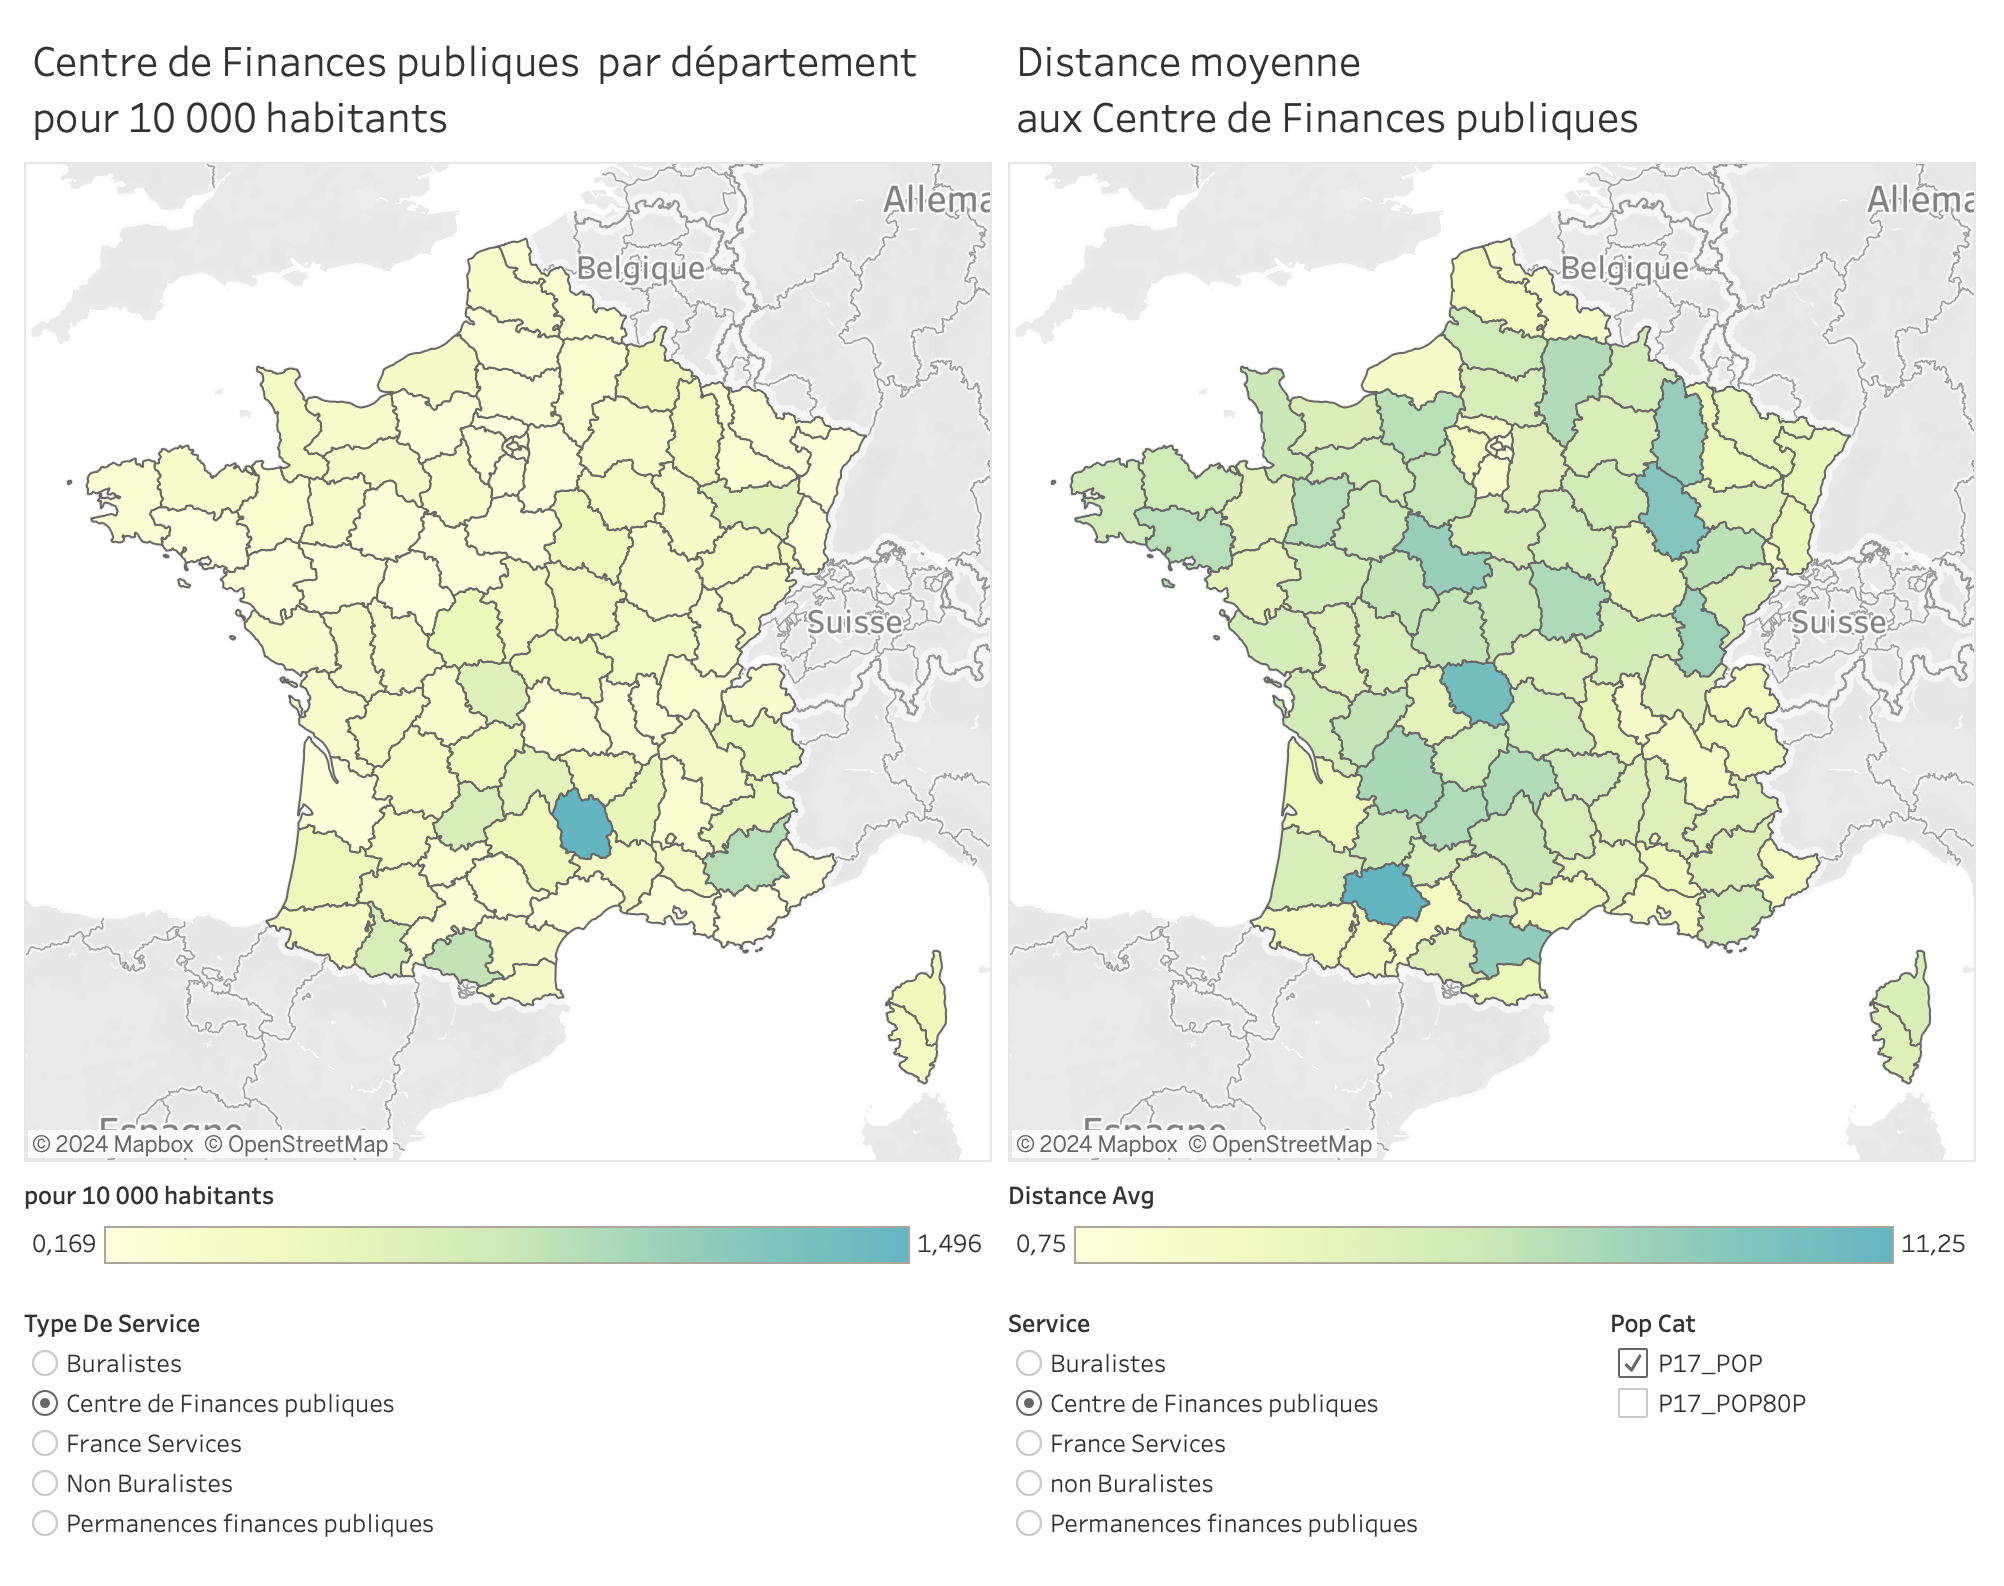 Centre de Finances publiques par département
pour 10 000 habitants
Distance moyenne
aux Centre de Finances publiques
Allema
Belgique
Suisse
Espagne
© 2024 Mapbox © OpenStreetMap
Allema
Belgique
Suisse
Espagne
© 2024 Mapbox © OpenStreetMap
pour 10 000 habitants
0,169
1,496
Distance Avg
0,75
11,25
Type De Service
Buralistes
Centre de Finances publiques
France Services
Non Buralistes
Permanences finances publiques
Service
Buralistes
Centre de Finances publiques
France Services
non Buralistes
Permanences finances publiques
Pop Cat
P17_POP
P17_POP80P